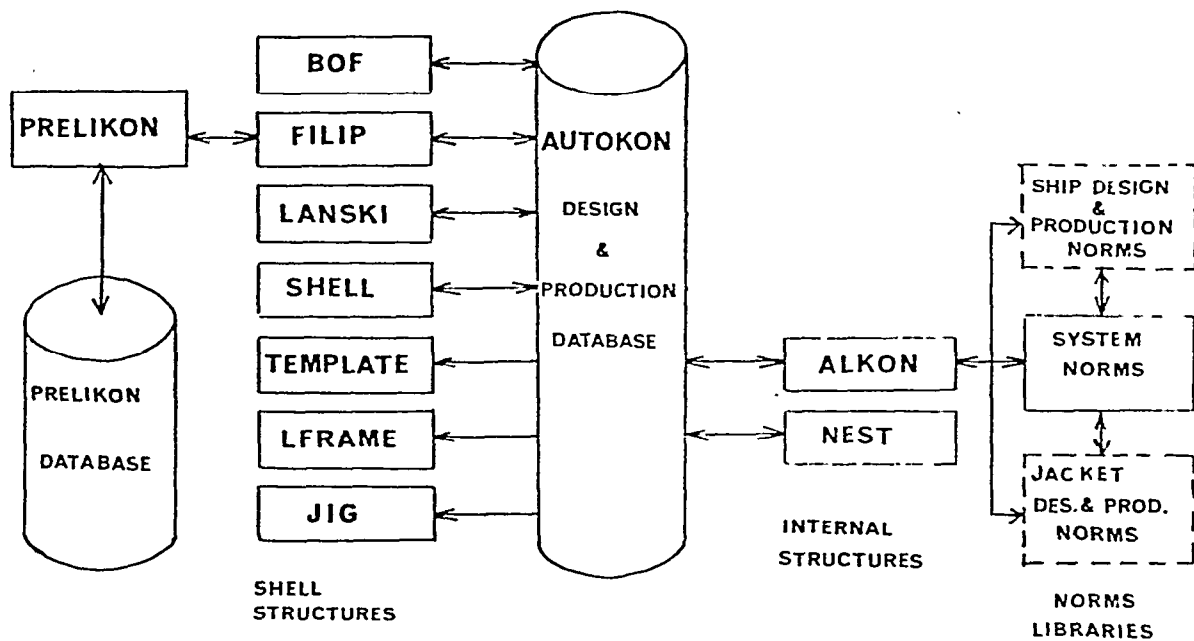 PRELIKON
PRELIKON
DATABASE
BOF
FILIP
LANSKI
SHELL
TEMPLATE
LFRAME
JIG
SHELL
STRUCTURES
AUTOKON
DESIGN
&
PRODUCTION
DATABASE
ALKON
NEST
INTERNAL
STRUCTURES
SHIP DESIGN
&
PRODUCTION
NORMS
SYSTEM
NORMS
JACKET
DES. & PROD.
NORMS
NORMS
LIBRARIES